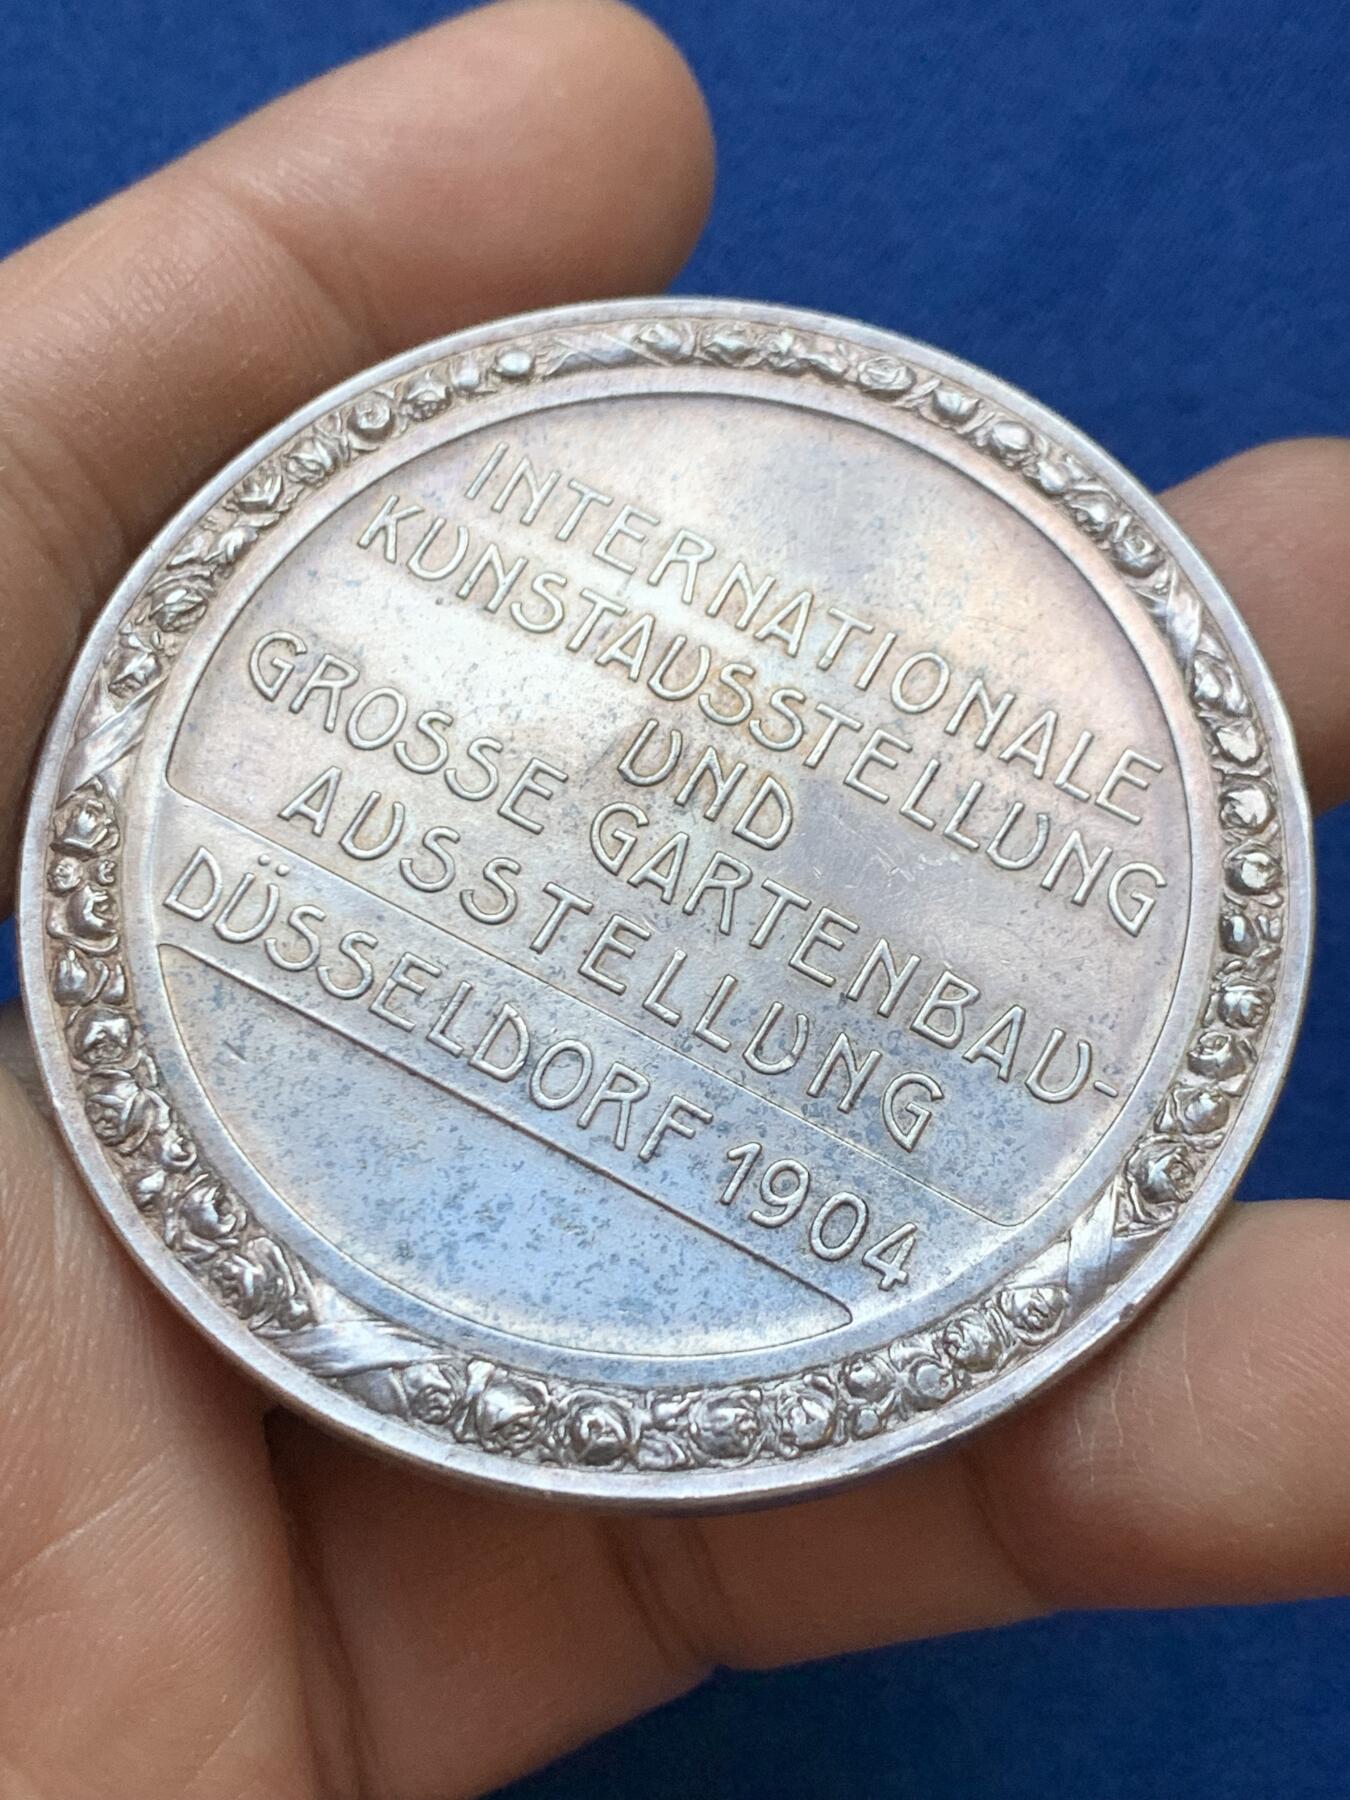 INTERNATIONALE
KUNSTAUSSTELLUNG
UND
GROSSE GARTENBAU-
AUSSTELLUNG
DÜSSELDORF 1904